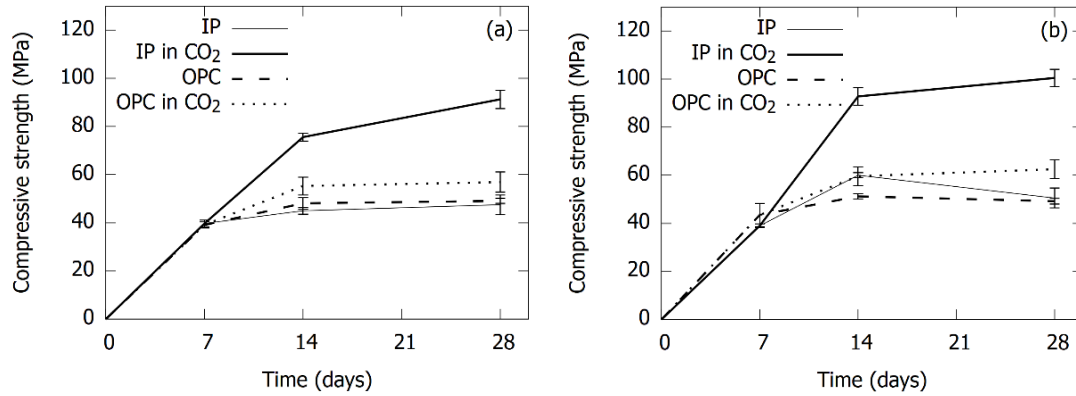 (a)
IP
IP in CO₂
OPC
OPC in CO₂
Compressive strength (MPa)
120
100
80
60
40
20
0
0 7 14 21 28
Time (days)
(b)
IP
IP in CO₂
OPC
OPC in CO₂
Compressive strength (MPa)
120
100
80
60
40
20
0
0 7 14 21 28
Time (days)